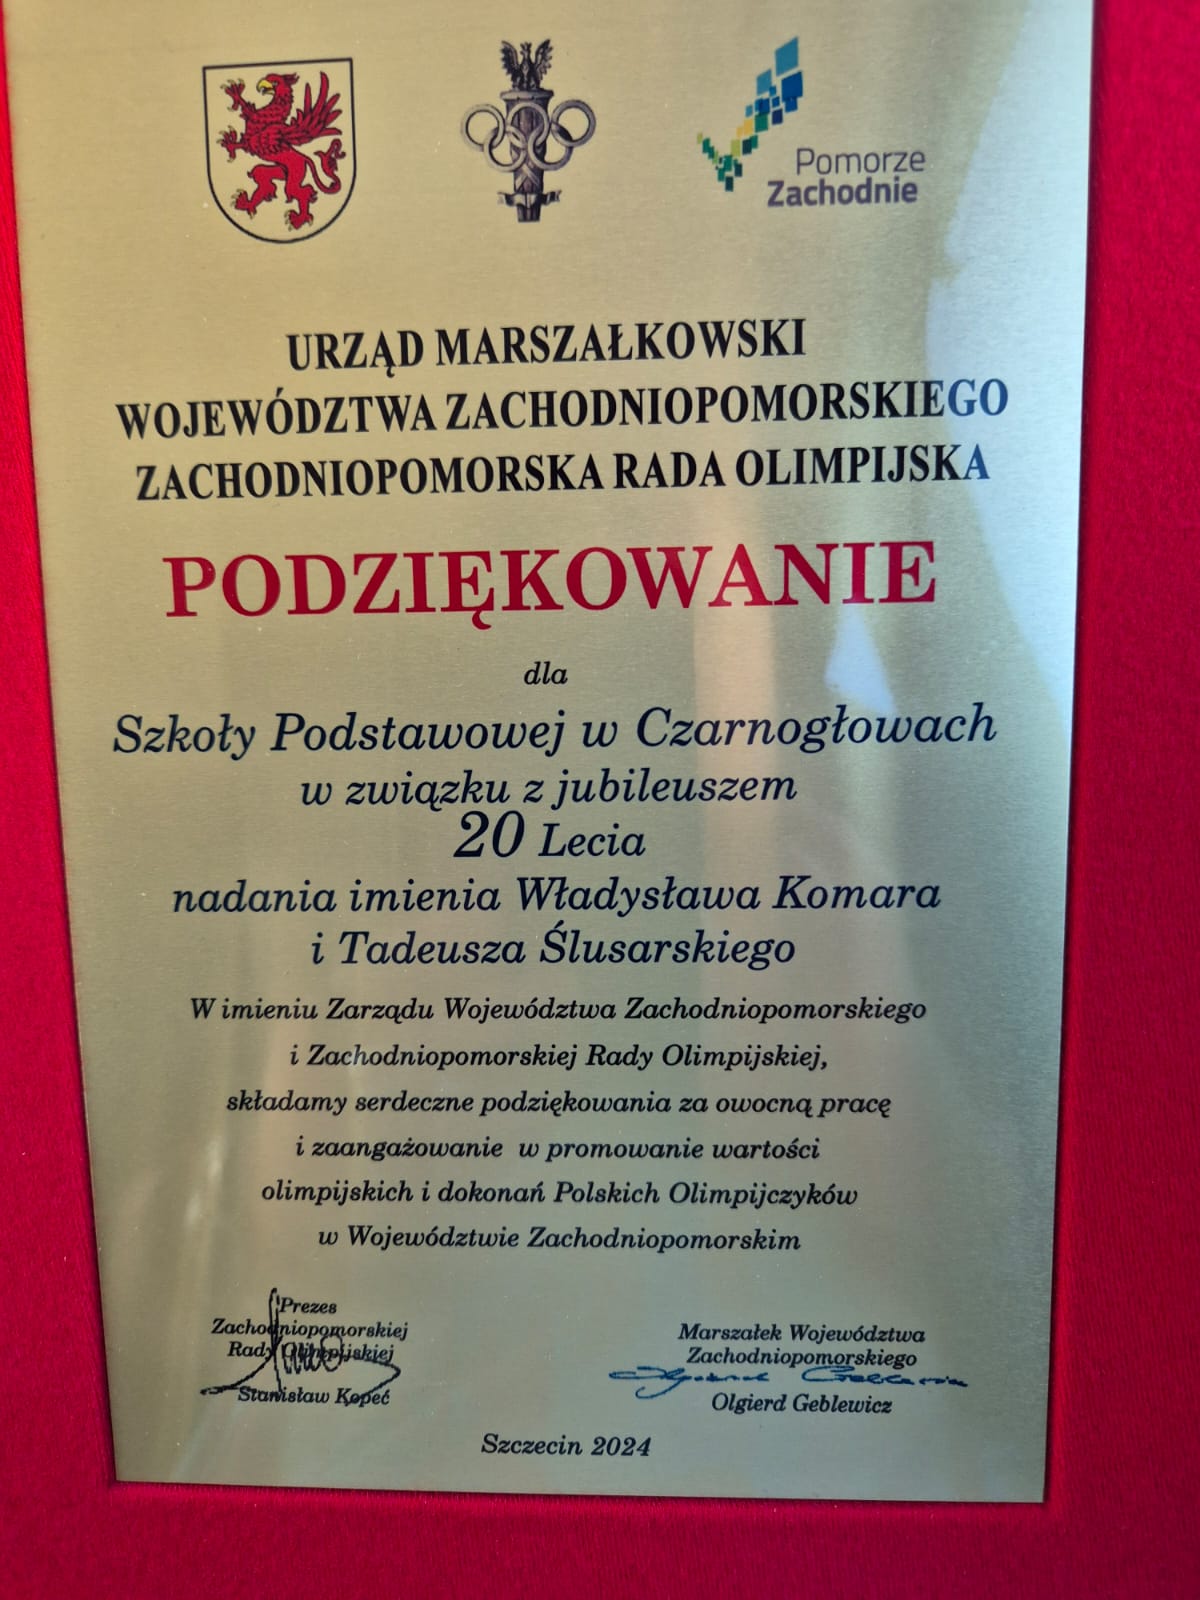 Pomorze
Zachodnie
URZĄD MARSZAŁKOWSKI
WOJEWÓDZTWA ZACHODNIOPOMORSKIEGO
ZACHODNIOPOMORSKA RADA OLIMPIJSKA
PODZIĘKOWANIE
dla
Szkoły Podstawowej w Czarnogłowach
w związku z jubileuszem
20 Lecia
nadania imienia Władysława Komara
i Tadeusza Ślusarskiego
W imieniu Zarządu Województwa Zachodniopomorskiego
i Zachodniopomorskiej Rady Olimpijskiej,
składamy serdeczne podziękowania za owocną pracę
i zaangażowanie w promowanie wartości
olimpijskich i dokonań Polskich Olimpijczyków
w Województwie Zachodniopomorskim
Prezes
Zachodniopomorskiej
Rady Olimpijskiej
Stanisław Kopeć
Marszałek Województwa
Zachodniopomorskiego
Olgierd Geblewicz
Szczecin 2024